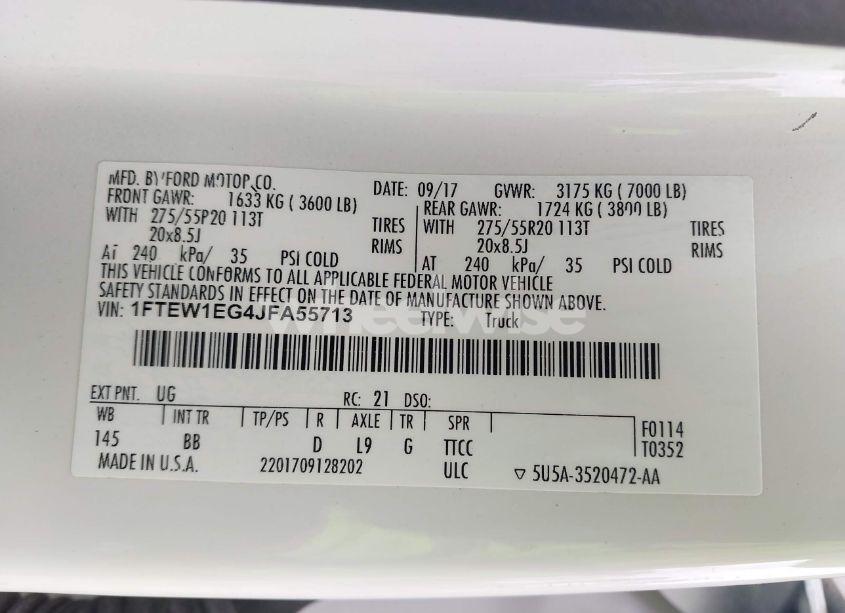 MFD. BY FORD MOTOR CO.
DATE: 09/17 GVWR: 3175 KG ( 7000 LB)
FRONT GAWR: 1633 KG ( 3600 LB)
REAR GAWR: 1724 KG ( 3800 LB)
WITH 275/55R20 113T TIRES
WITH 275/55R20 113T TIRES
20x8.5J RIMS
20x8.5J RIMS
AT 240 kPa/ 35 PSI COLD
AT 240 kPa/ 35 PSI COLD
THIS VEHICLE CONFORMS TO ALL APPLICABLE FEDERAL MOTOR VEHICLE
SAFETY STANDARDS IN EFFECT ON THE DATE OF MANUFACTURE SHOWN ABOVE.
VIN: 1FTEW1EG4JFA55713 TYPE: Truck
wheelwise
EXT PNT. UG RC: 21 DSO:
WB INT TR TP/PS R AXLE TR SPR
F0114
145 BB D L9 G TTCC
T0352
MADE IN U.S.A. 2201709128202 ULC ▽ 5U5A-3520472-AA